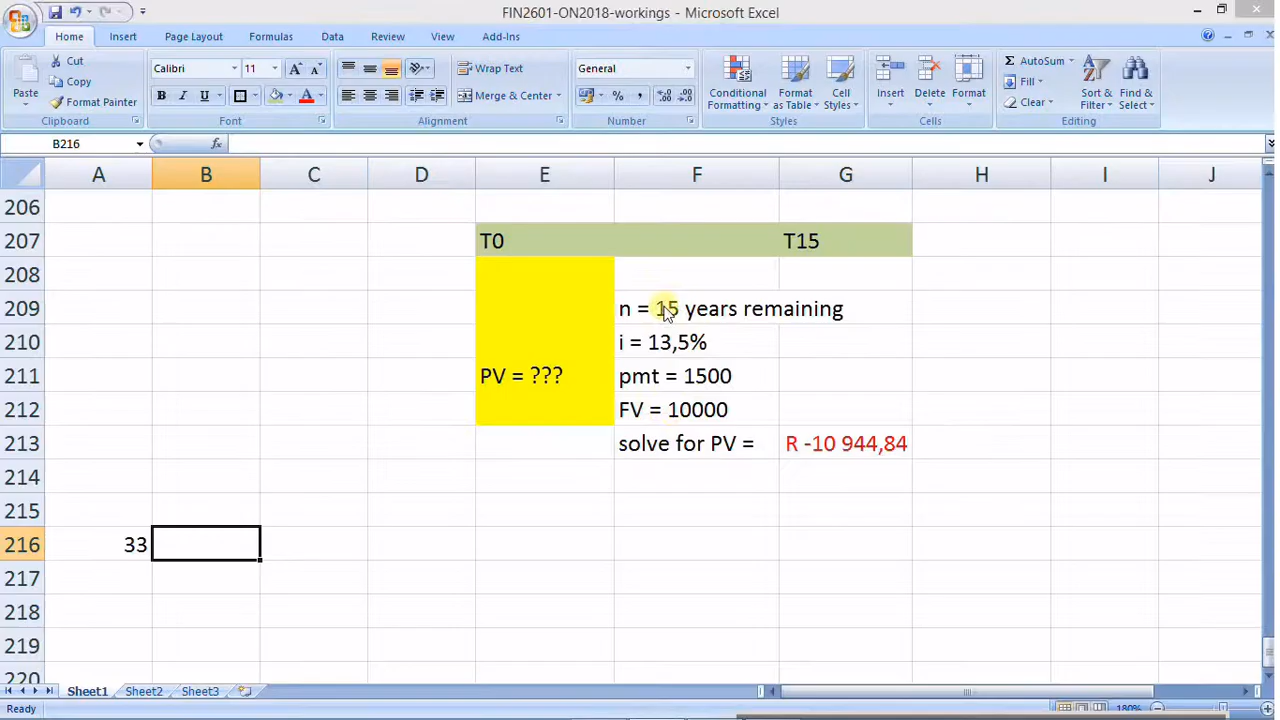 FIN2601-ON2018-workings - Microsoft Excel
Home Insert Page Layout Formulas Data Review View Add-Ins
Paste
Cut
Copy
Format Painter
Clipboard
Calibri 11
B I U
Font
Wrap Text
Merge & Center
Alignment
General
%
Number
Conditional Formatting
Format as Table
Cell Styles
Styles
Insert Delete Format
Cells
Σ AutoSum
Fill
Clear
Sort & Filter
Find & Select
Editing
B216 fx
A B C D E F G H I J
206
207 T0 T15
208
209 n = 15 years remaining
210 i = 13,5%
211 PV = ??? pmt = 1500
212 FV = 10000
213 solve for PV = R -10 944,84
214
215
216 33
217
218
219
220
Sheet1 Sheet2 Sheet3
Ready 180%